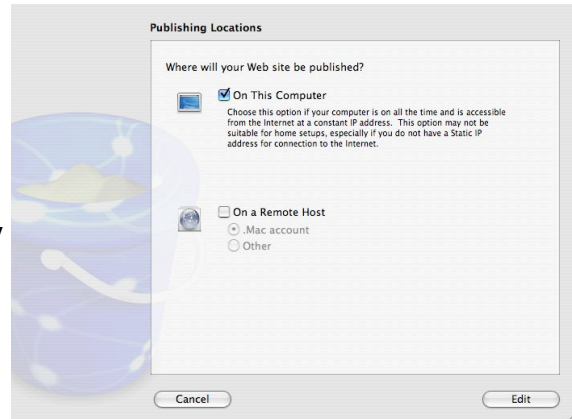 Publishing Locations
Where will your Web site be published?
On This Computer
Choose this option if your computer is on all the time and is accessible
from the Internet at a constant IP address. This option may not be
suitable for home setups, especially if you do not have a Static IP
address for connection to the Internet.
On a Remote Host
.Mac account
Other
Cancel
Edit